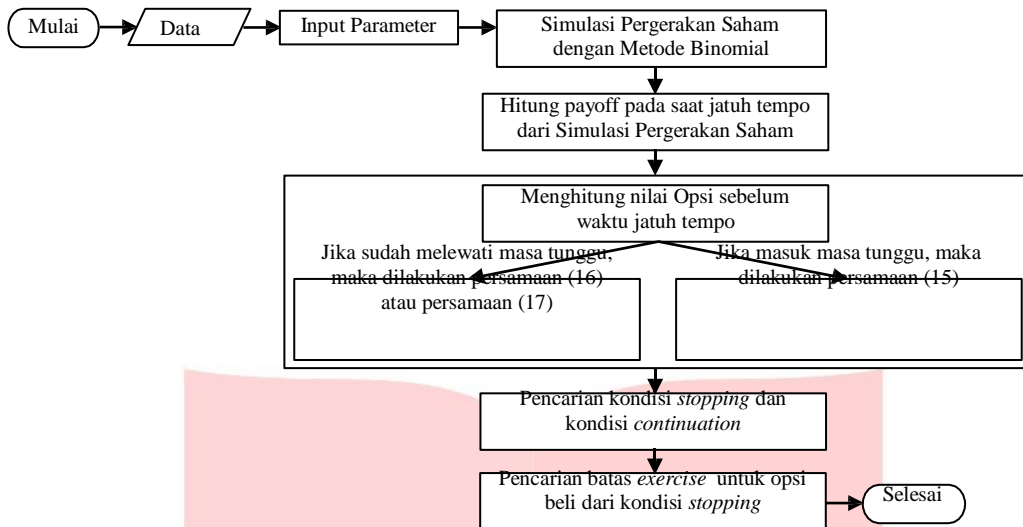 Mulai
Data
Input Parameter
Simulasi Pergerakan Saham
dengan Metode Binomial
Hitung payoff pada saat jatuh tempo
dari Simulasi Pergerakan Saham
Menghitung nilai Opsi sebelum
waktu jatuh tempo
Jika sudah melewati masa tunggu,
maka dilakukan persamaan (16)
atau persamaan (17)
Jika masuk masa tunggu, maka
dilakukan persamaan (15)
Pencarian kondisi stopping dan
kondisi continuation
Pencarian batas exercise untuk opsi
beli dari kondisi stopping
Selesai